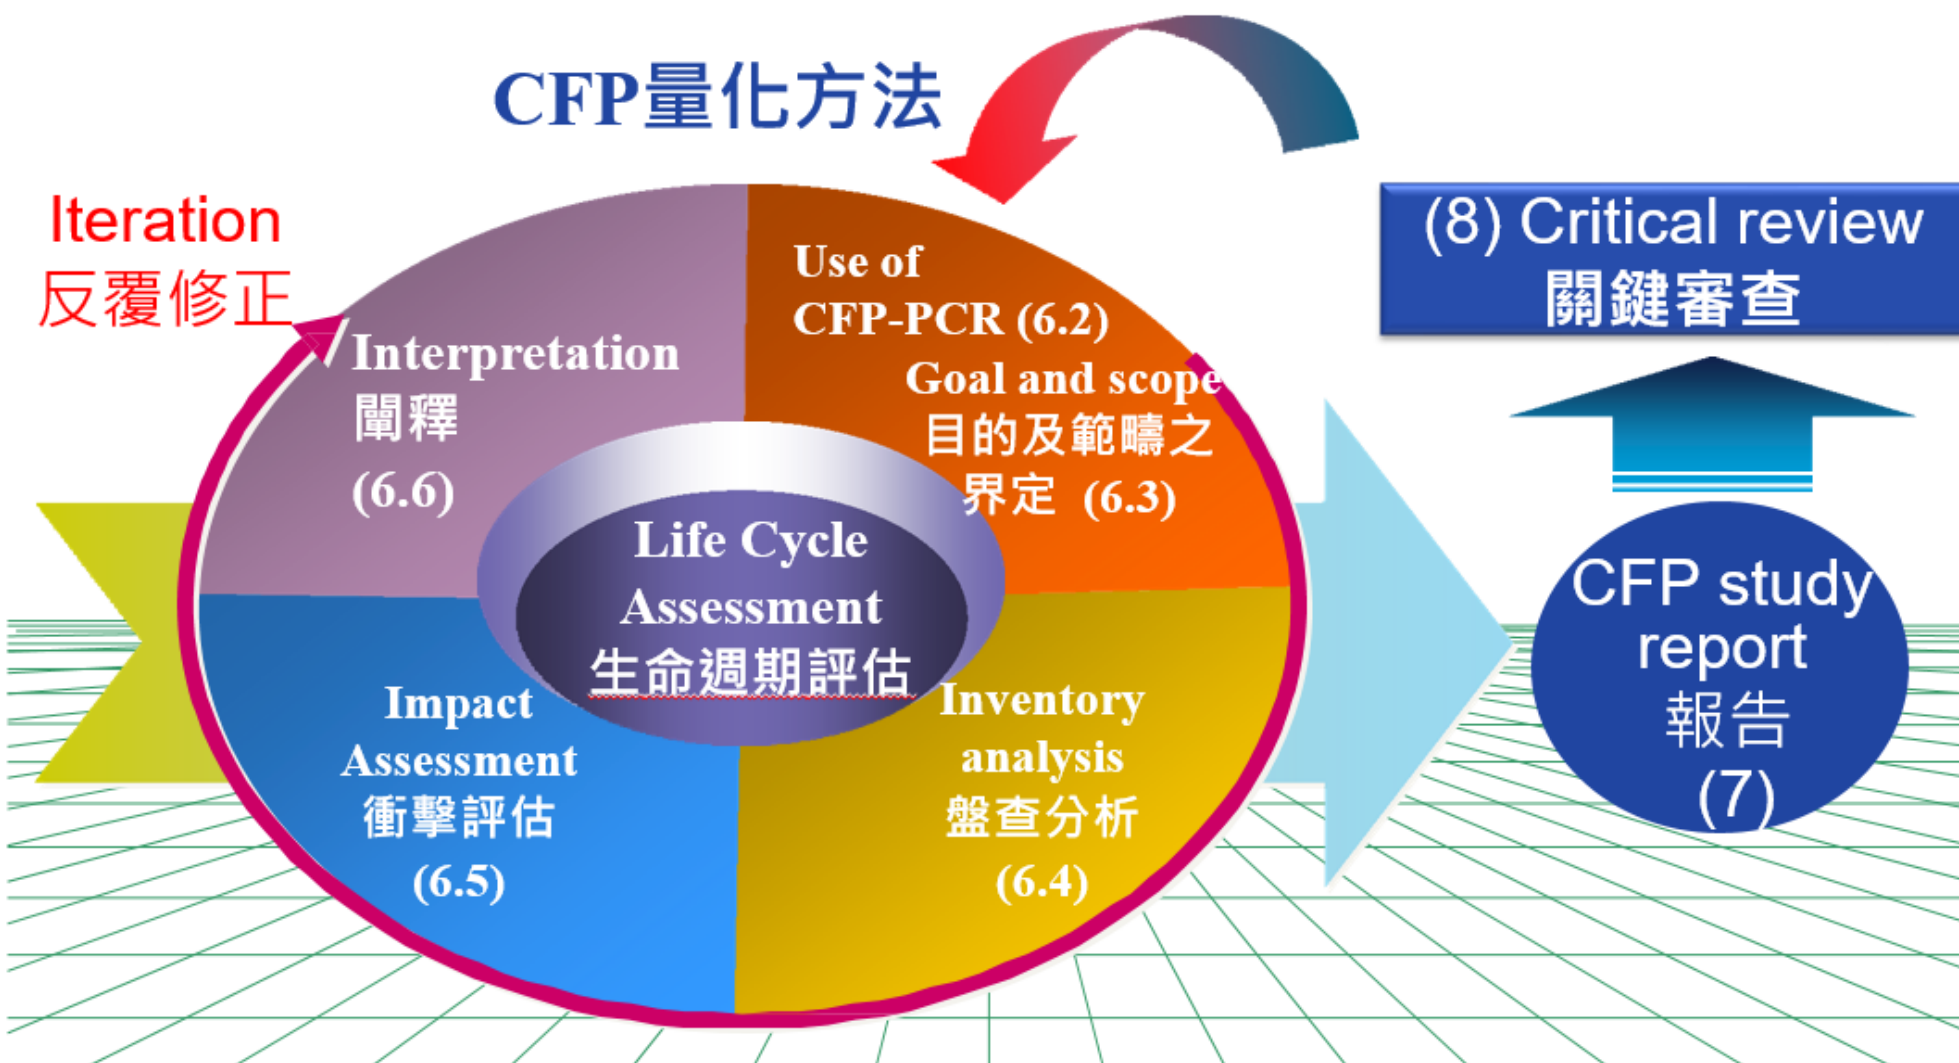 CFP量化方法
Iteration
反覆修正
Use of
CFP-PCR (6.2)
Goal and scope
目的及範疇之
界定 (6.3)
Interpretation
闡釋
(6.6)
Life Cycle
Assessment
生命週期評估
Impact
Assessment
衝擊評估
(6.5)
Inventory
analysis
盤查分析
(6.4)
(8) Critical review
關鍵審查
CFP study
report
報告
(7)